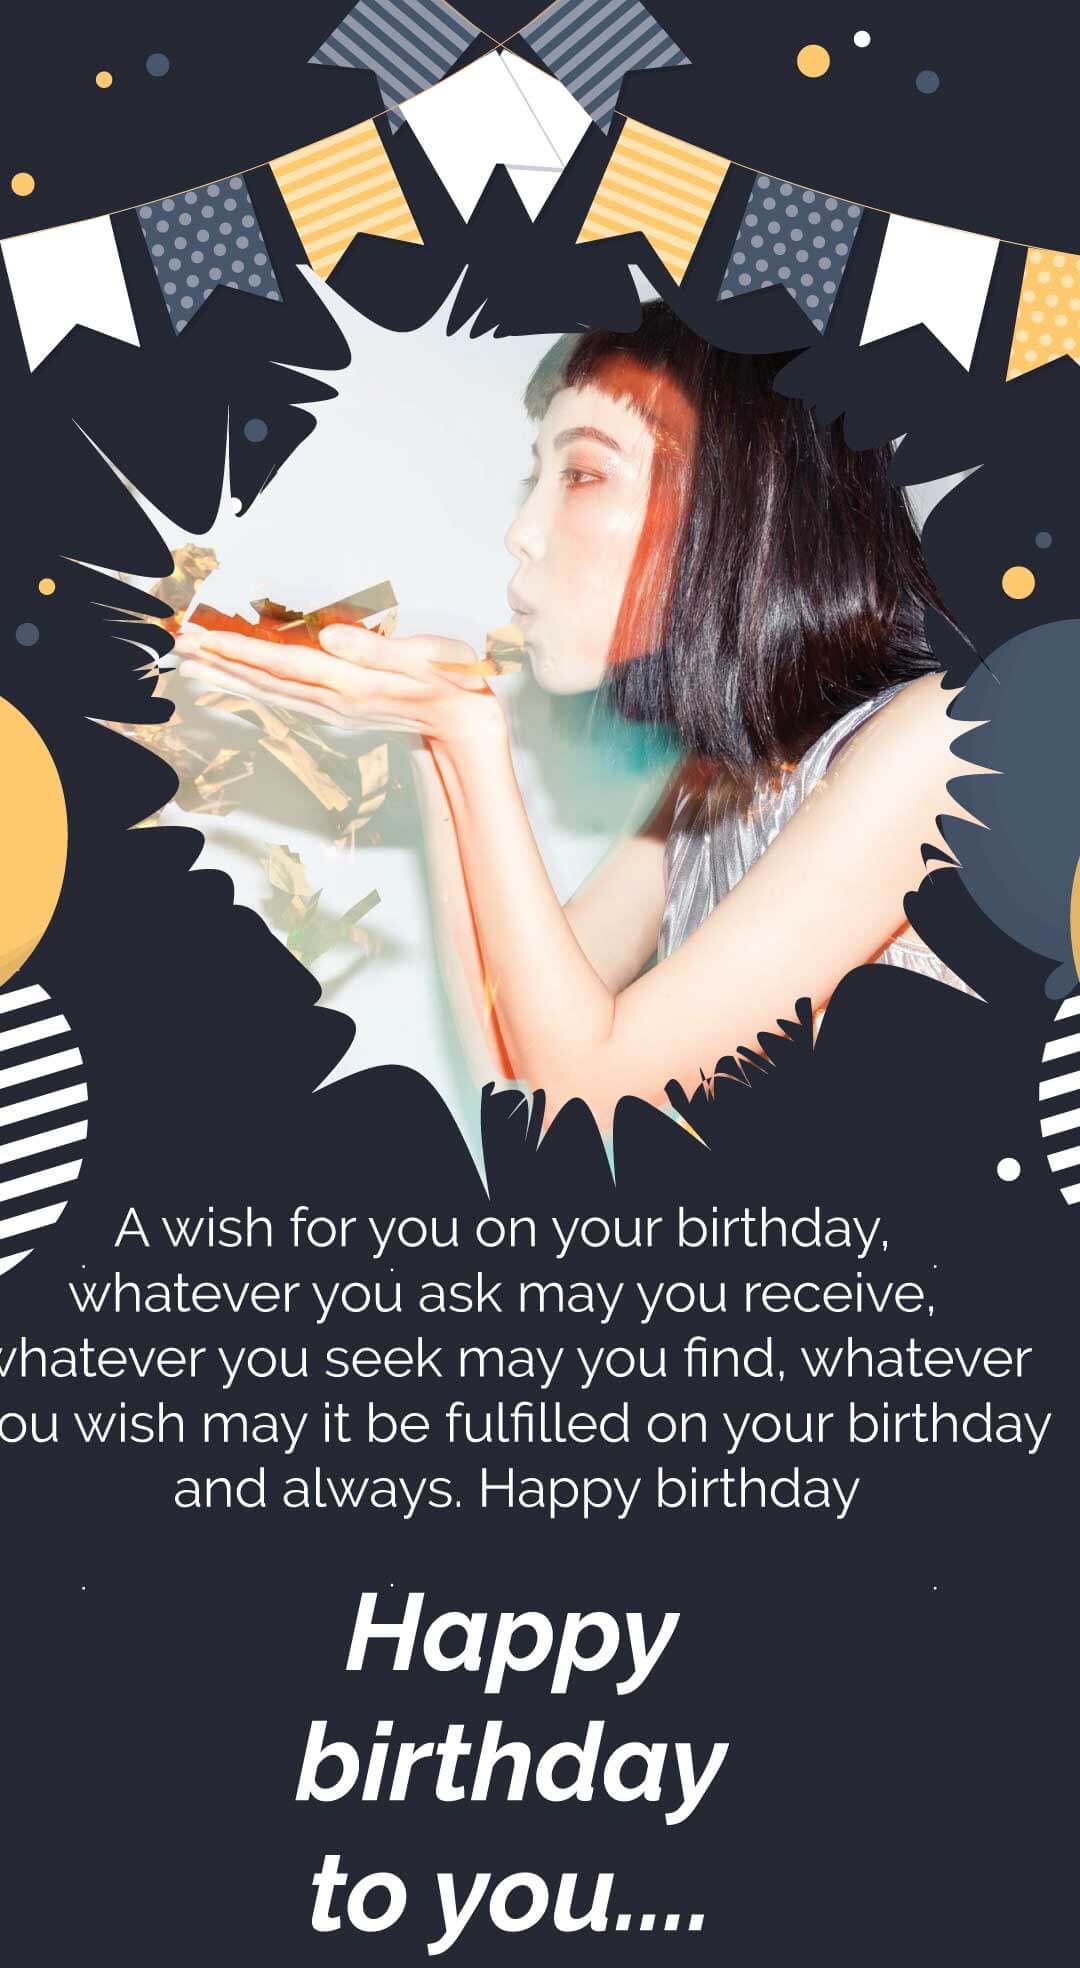 A wish for you on your birthday,
whatever you ask may you receive,
whatever you seek may you find, whatever
ou wish may it be fulfilled on your birthday
and always. Happy birthday
Happy
birthday
to you....